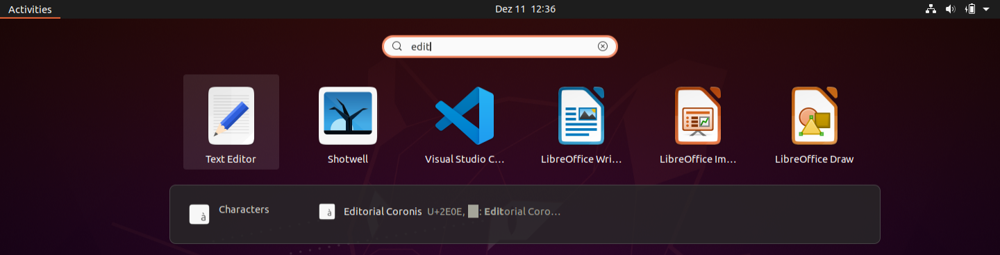 Activities
Dez 11 12:36
edit
Text Editor
Shotwell
Visual Studio C...
LibreOffice Wri...
LibreOffice Im...
LibreOffice Draw
à
Characters
à
Editorial Coronis U+2E0E, : Editorial Coro...